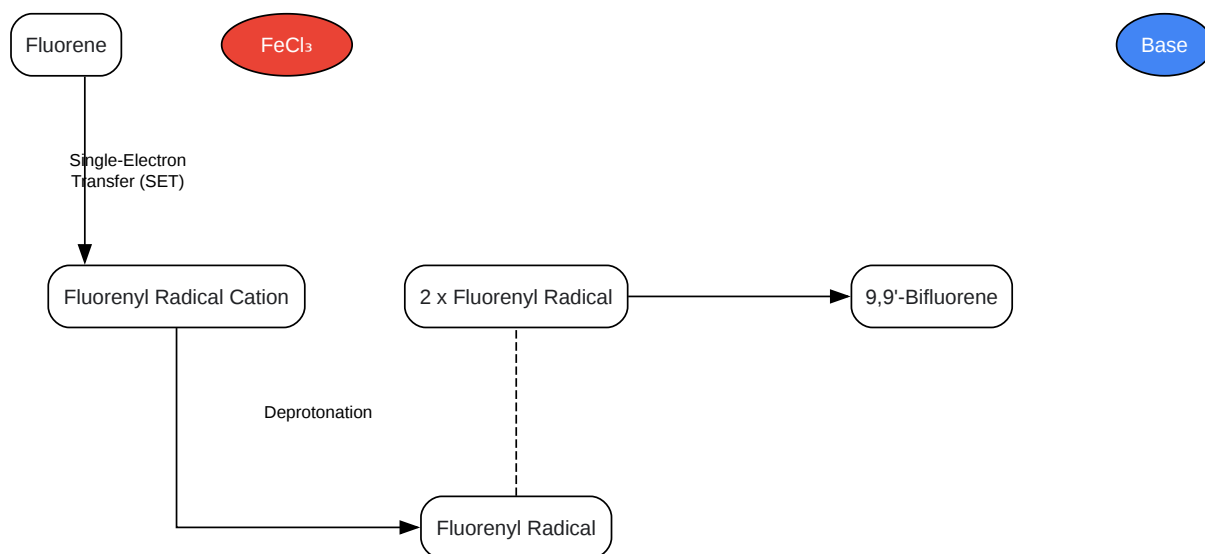 Fluorene
FeCl₃
Base
Single-Electron
Transfer (SET)
Fluorenyl Radical Cation
2 x Fluorenyl Radical
9,9'-Bifluorene
Deprotonation
Fluorenyl Radical